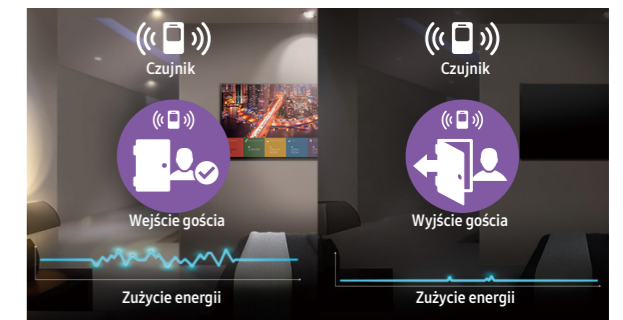 Czujnik
Czujnik
Wejście gościa
Wyjście gościa
Zużycie energii
Zużycie energii